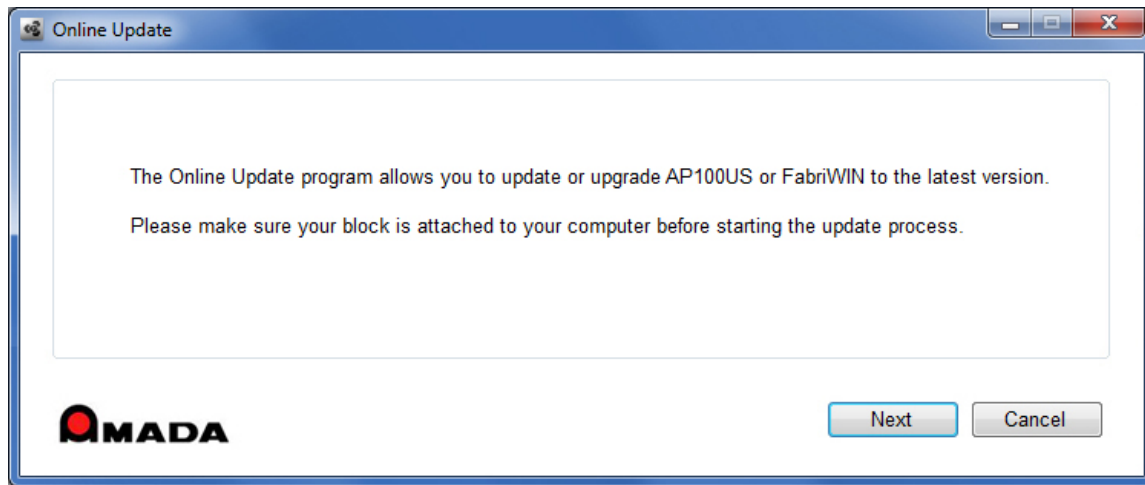 Online Update
The Online Update program allows you to update or upgrade AP100US or FabriWIN to the latest version.
Please make sure your block is attached to your computer before starting the update process.
AMADA
Next
Cancel